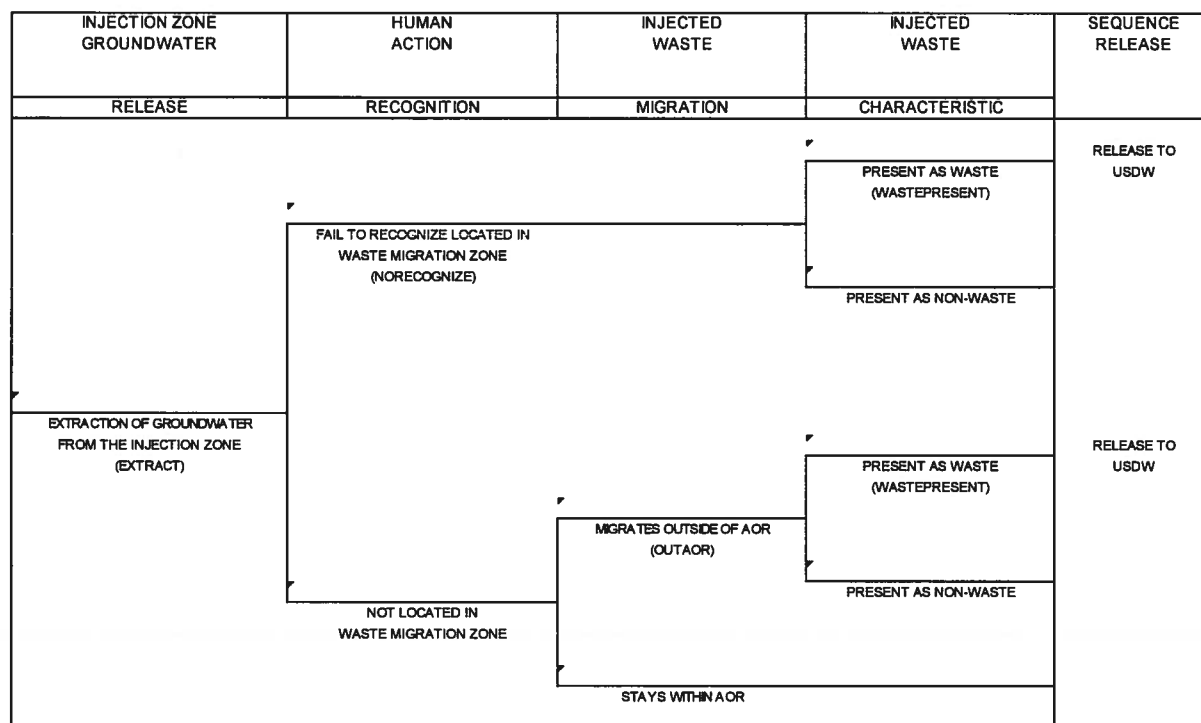 INJECTION ZONE
GROUNDWATER
HUMAN
ACTION
INJECTED
WASTE
INJECTED
WASTE
SEQUENCE
RELEASE
RELEASE
RECOGNITION
MIGRATION
CHARACTERISTIC
RELEASE TO
USDW
PRESENT AS WASTE
(WASTEPRESENT)
FAIL TO RECOGNIZE LOCATED IN
WASTE MIGRATION ZONE
(NORECOGNIZE)
PRESENT AS NON-WASTE
EXTRACTION OF GROUNDWATER
FROM THE INJECTION ZONE
(EXTRACT)
RELEASE TO
USDW
PRESENT AS WASTE
(WASTEPRESENT)
MIGRATES OUTSIDE OF AOR
(OUTAOR)
PRESENT AS NON-WASTE
NOT LOCATED IN
WASTE MIGRATION ZONE
STAYS WITHIN AOR